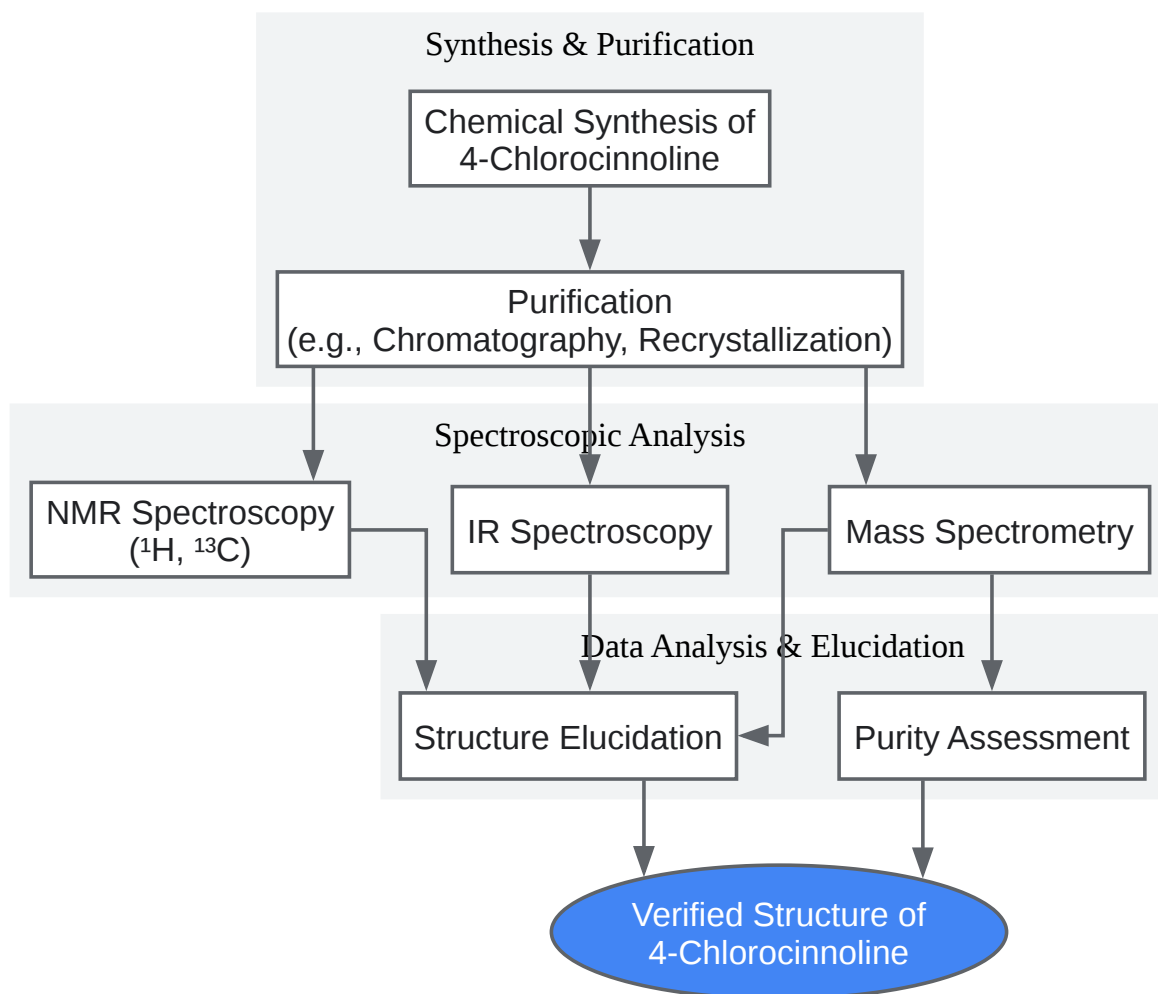 Synthesis & Purification
Chemical Synthesis of
4-Chlorocinnoline
Purification
(e.g., Chromatography, Recrystallization)
Spectroscopic Analysis
NMR Spectroscopy
(¹H, ¹³C)
IR Spectroscopy
Mass Spectrometry
Data Analysis & Elucidation
Structure Elucidation
Purity Assessment
Verified Structure of
4-Chlorocinnoline